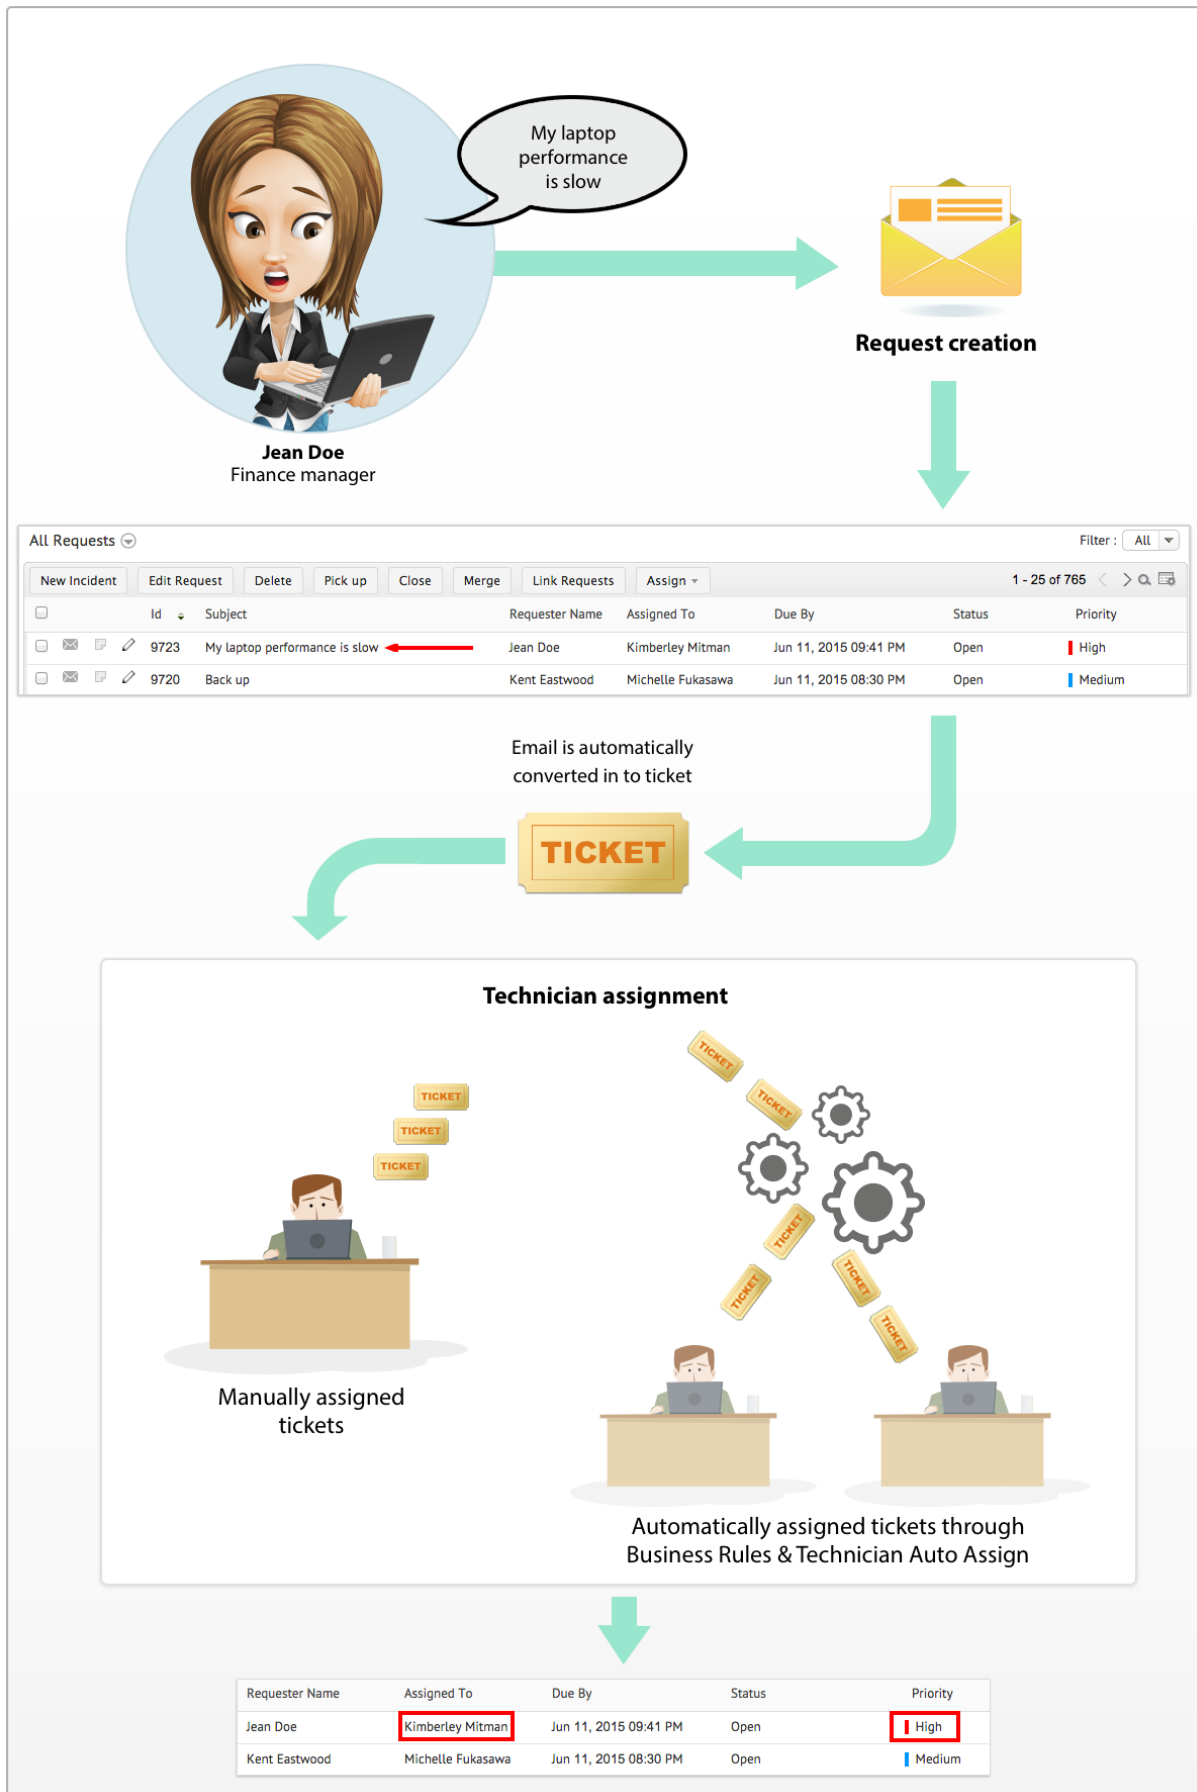 My laptop
performance
is slow
Request creation
Jean Doe
Finance manager
All Requests
Filter : All
New Incident Edit Request Delete Pick up Close Merge Link Requests Assign 1 - 25 of 765
Id Subject Requester Name Assigned To Due By Status Priority
9723 My laptop performance is slow Jean Doe Kimberley Mitman Jun 11, 2015 09:41 PM Open High
9720 Back up Kent Eastwood Michelle Fukasawa Jun 11, 2015 08:30 PM Open Medium
Email is automatically
converted in to ticket
TICKET
Technician assignment
TICKET
TICKET
TICKET
TICKET
TICKET
TICKET
TICKET
TICKET
TICKET
Manually assigned
tickets
Automatically assigned tickets through
Business Rules & Technician Auto Assign
Requester Name Assigned To Due By Status Priority
Jean Doe Kimberley Mitman Jun 11, 2015 09:41 PM Open High
Kent Eastwood Michelle Fukasawa Jun 11, 2015 08:30 PM Open Medium